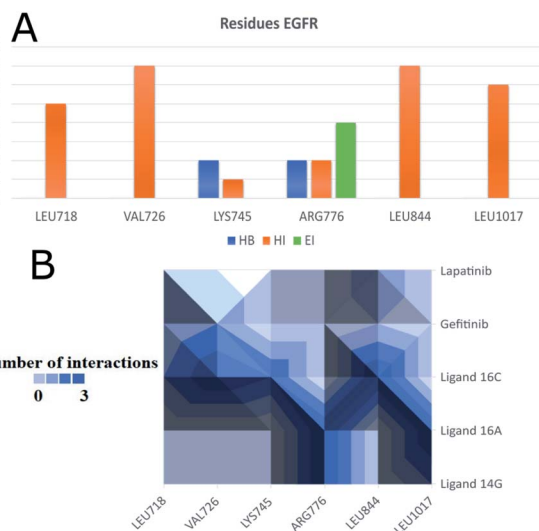 A
Residues EGFR
LEU718 VAL726 LYS745 ARG776 LEU844 LEU1017
HB HI EI
B
Lapatinib
Gefitinib
umber of interactions
0 3
Ligand 16C
Ligand 16A
Ligand 14G
LEU718 VAL726 LYS745 ARG776 LEU844 LEU1017